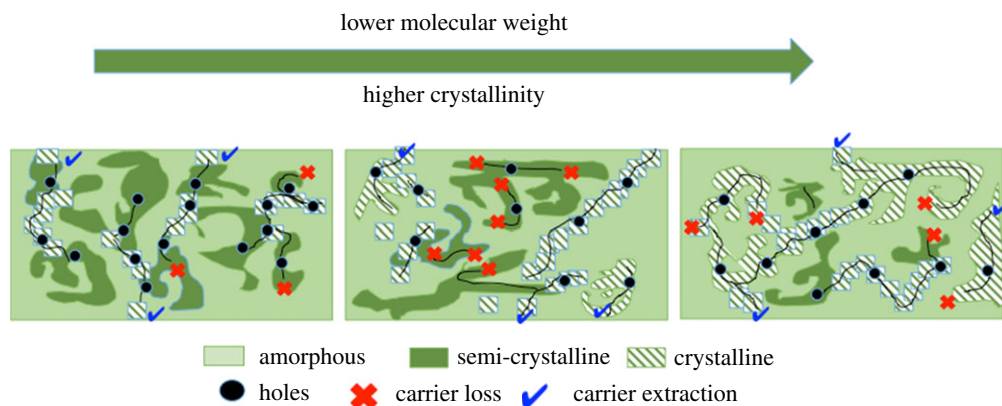 lower molecular weight
higher crystallinity
amorphous semi-crystalline crystalline
holes carrier loss carrier extraction